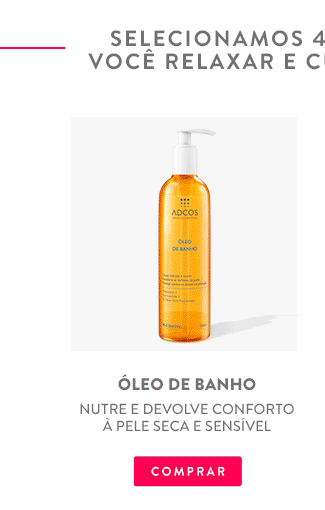 SELECIONAMOS 4
VOCÊ RELAXAR E CU
ADCOS
ÓLEO
DE BANHO
ÓLEO DE BANHO
NUTRE E DEVOLVE CONFORTO
À PELE SECA E SENSÍVEL
COMPRAR